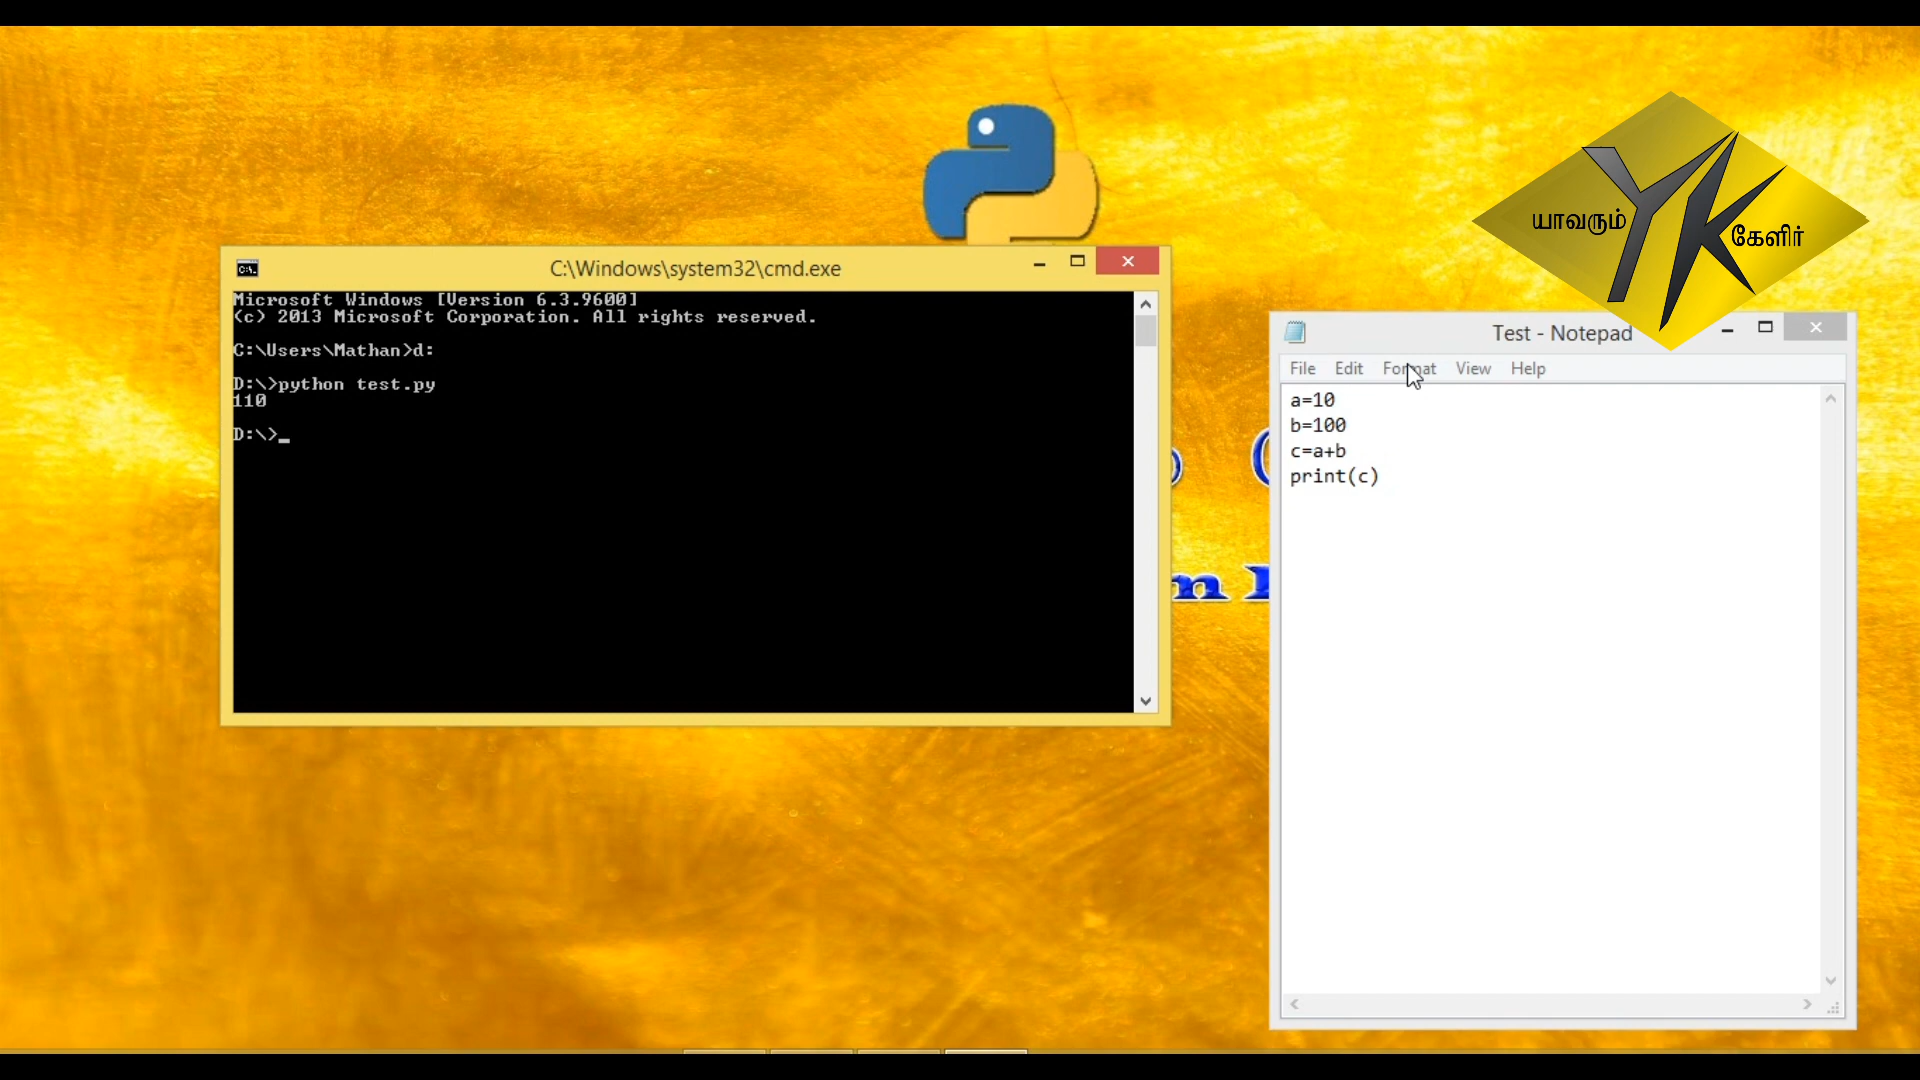 C:\Windows\system32\cmd.exe
Microsoft Windows [Version 6.3.9600]
(c) 2013 Microsoft Corporation. All rights reserved.
C:\Users\Mathan>d:
D:\>python test.py
110
D:\>_
யாவரும்
YK
கேளிர்
Test - Notepad
File Edit Format View Help
a=10
b=100
c=a+b
print(c)